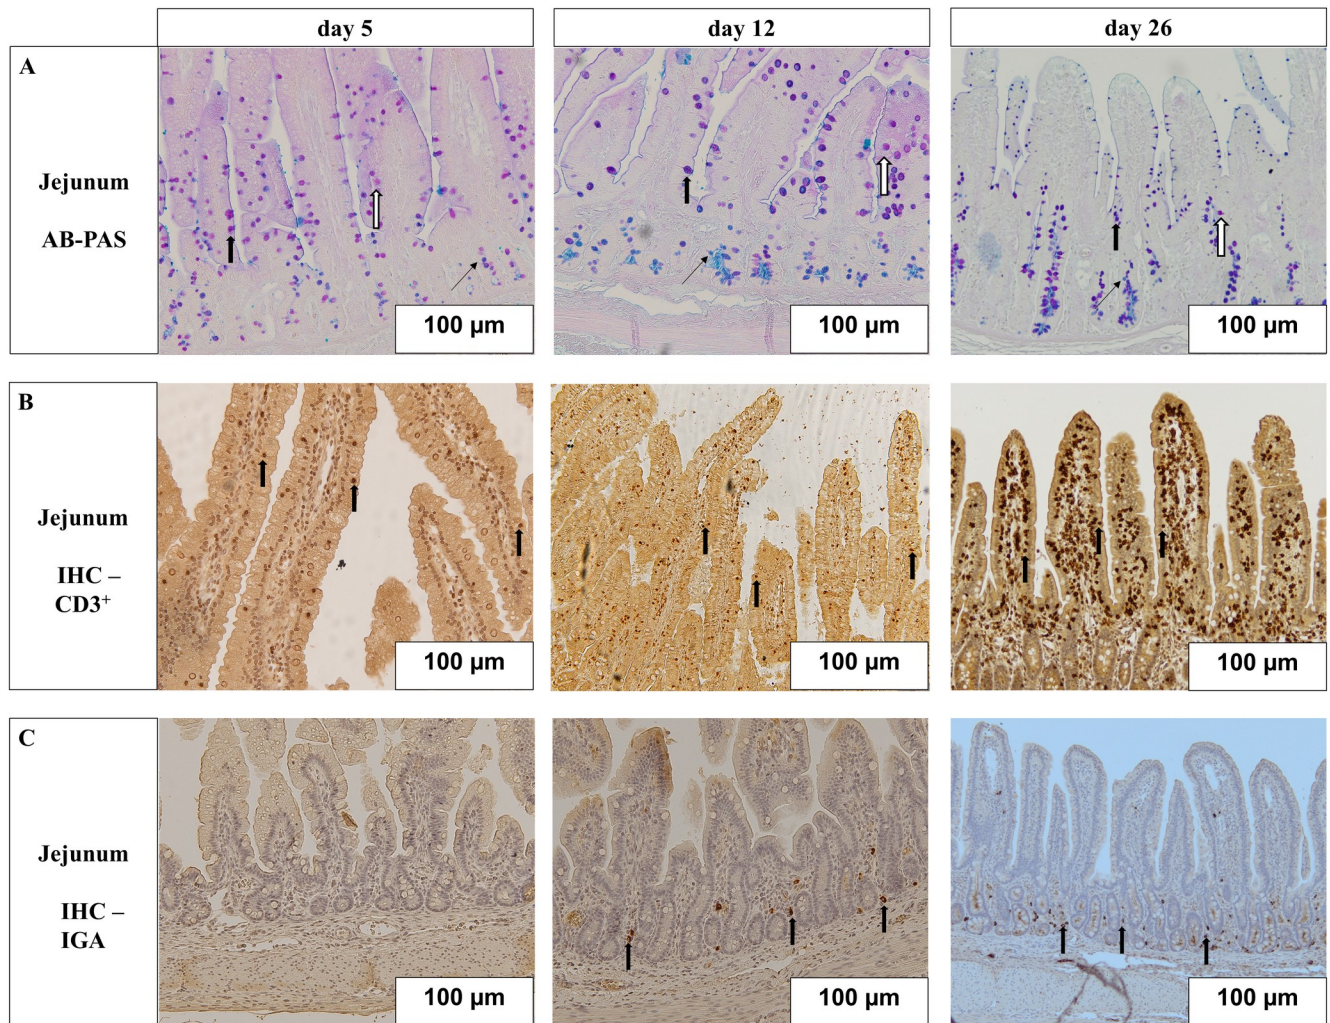 day 5
day 12
day 26
A
Jejunum
AB-PAS
100 µm
100 µm
100 µm
B
Jejunum
IHC –
CD3+
100 µm
100 µm
100 µm
C
Jejunum
IHC –
IGA
100 µm
100 µm
100 µm